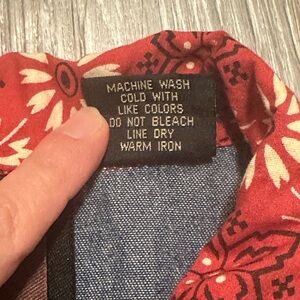 MACHINE WASH
COLD WITH
LIKE COLORS
DO NOT BLEACH
LINE DRY
WARM IRON